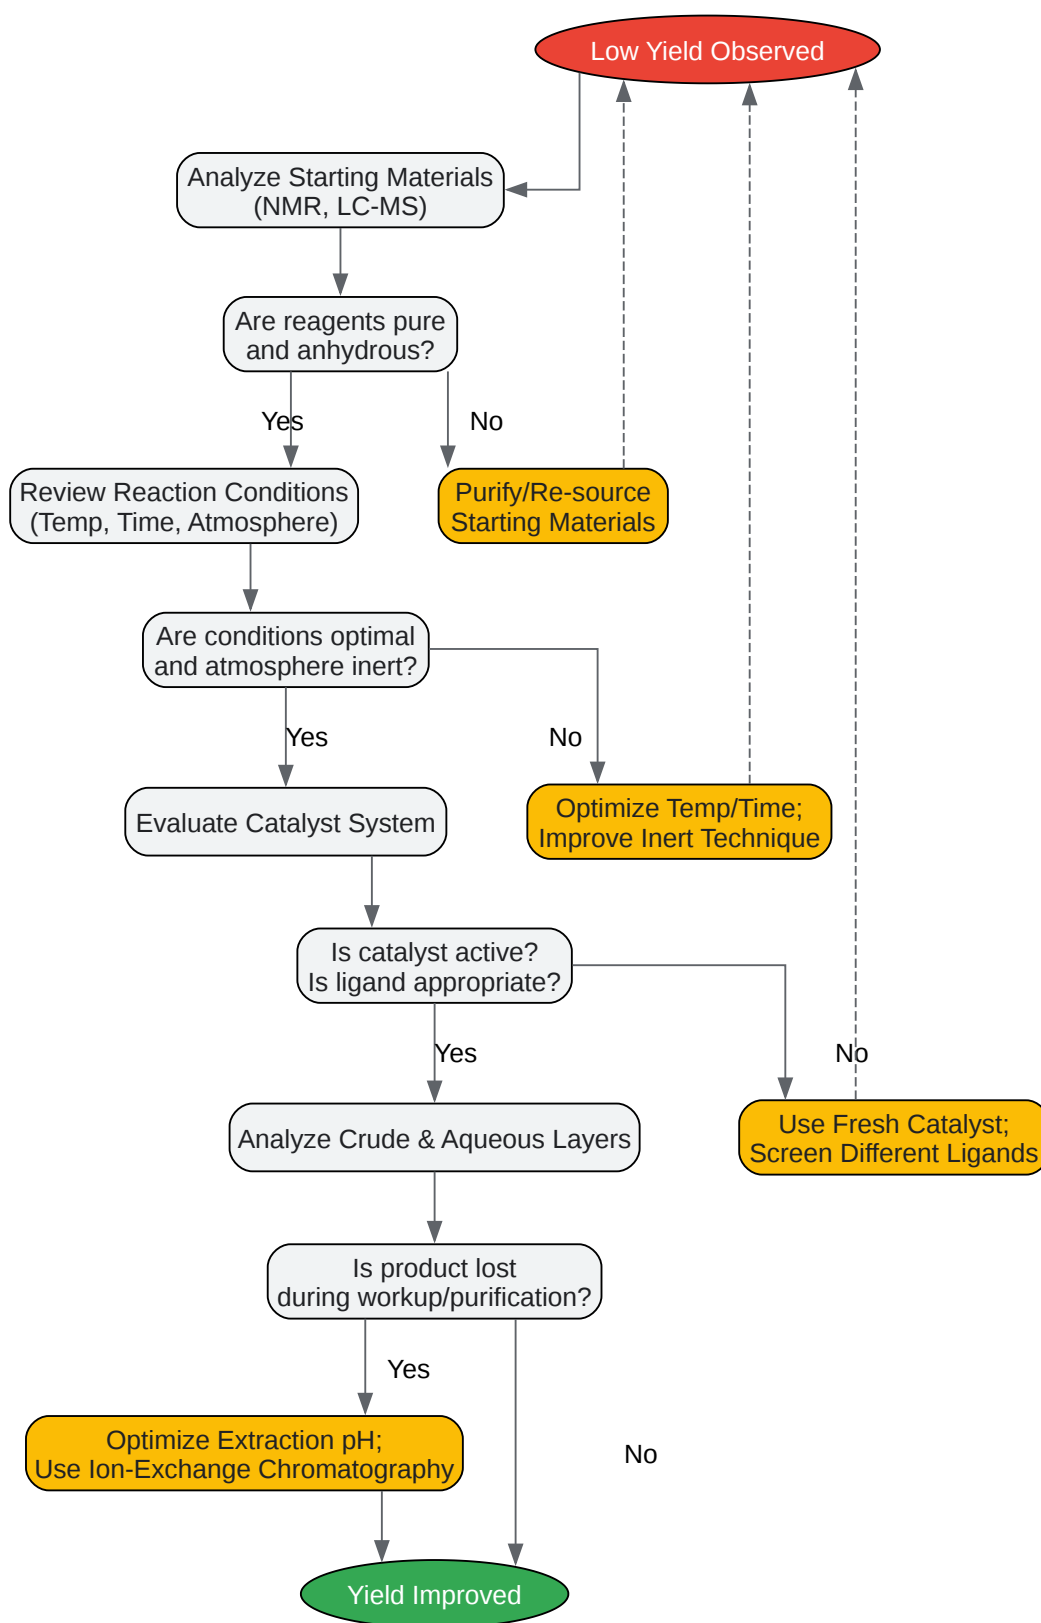 Low Yield Observed
Analyze Starting Materials
(NMR, LC-MS)
Are reagents pure
and anhydrous?
Yes
No
Review Reaction Conditions
(Temp, Time, Atmosphere)
Purify/Re-source
Starting Materials
Are conditions optimal
and atmosphere inert?
Yes
No
Evaluate Catalyst System
Optimize Temp/Time;
Improve Inert Technique
Is catalyst active?
Is ligand appropriate?
Yes
No
Analyze Crude & Aqueous Layers
Use Fresh Catalyst;
Screen Different Ligands
Is product lost
during workup/purification?
Yes
No
Optimize Extraction pH;
Use Ion-Exchange Chromatography
Yield Improved